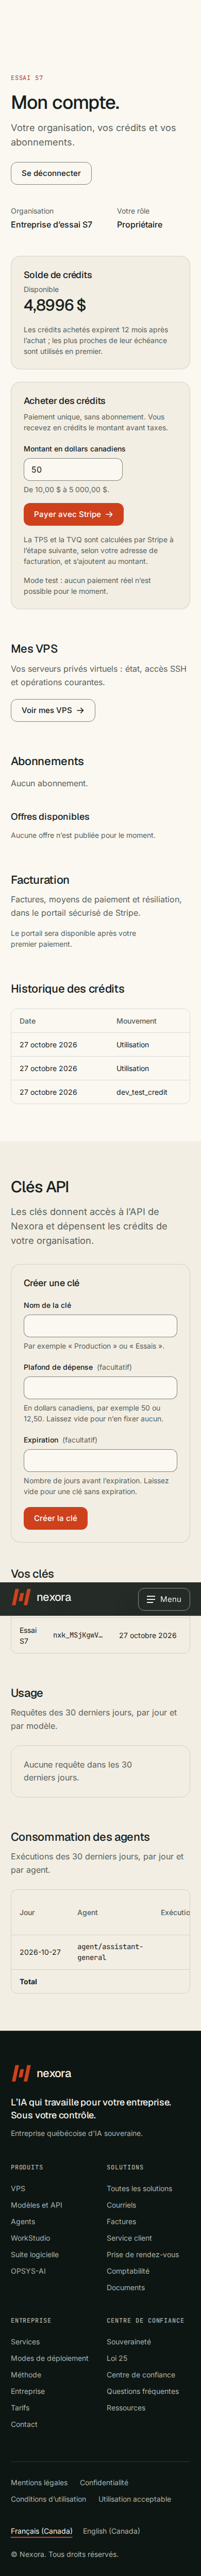 ESSAI S7
Mon compte.
Votre organisation, vos crédits et vos
abonnements.
Se déconnecter
Organisation
Entreprise d'essai S7
Votre rôle
Propriétaire
Solde de crédits
Disponible
4,8996 $
Les crédits achetés expirent 12 mois après
l'achat ; les plus proches de leur échéance
sont utilisés en premier.
Acheter des crédits
Paiement unique, sans abonnement. Vous
recevez en crédits le montant avant taxes.
Montant en dollars canadiens
50
De 10,00 $ à 5 000,00 $.
Payer avec Stripe →
La TPS et la TVQ sont calculées par Stripe à
l'étape suivante, selon votre adresse de
facturation, et s'ajoutent au montant.
Mode test : aucun paiement réel n'est
possible pour le moment.
Mes VPS
Vos serveurs privés virtuels : état, accès SSH
et opérations courantes.
Voir mes VPS →
Abonnements
Aucun abonnement.
Offres disponibles
Aucune offre n'est publiée pour le moment.
Facturation
Factures, moyens de paiement et résiliation,
dans le portail sécurisé de Stripe.
Le portail sera disponible après votre
premier paiement.
Historique des crédits
Date Mouvement
27 octobre 2026 Utilisation
27 octobre 2026 Utilisation
27 octobre 2026 dev_test_credit
Clés API
Les clés donnent accès à l'API de
Nexora et dépensent les crédits de
votre organisation.
Créer une clé
Nom de la clé
Par exemple « Production » ou « Essais ».
Plafond de dépense (facultatif)
En dollars canadiens, par exemple 50 ou
12,50. Laissez vide pour n'en fixer aucun.
Expiration (facultatif)
Nombre de jours avant l'expiration. Laissez
vide pour une clé sans expiration.
Créer la clé
Vos clés
nexora
Menu
Essai
S7
nxk_MSjKgwV…
27 octobre 2026
Usage
Requêtes des 30 derniers jours, par jour et
par modèle.
Aucune requête dans les 30
derniers jours.
Consommation des agents
Exécutions des 30 derniers jours, par jour et
par agent.
Jour Agent Exécutio
2026-10-27 agent/assistant-
general
Total
nexora
L'IA qui travaille pour votre entreprise.
Sous votre contrôle.
Entreprise québécoise d'IA souveraine.
PRODUITS
VPS
Modèles et API
Agents
WorkStudio
Suite logicielle
OPSYS-AI
SOLUTIONS
Toutes les solutions
Courriels
Factures
Service client
Prise de rendez-vous
Comptabilité
Documents
ENTREPRISE
Services
Modes de déploiement
Méthode
Entreprise
Tarifs
Contact
CENTRE DE CONFIANCE
Souveraineté
Loi 25
Centre de confiance
Questions fréquentes
Ressources
Mentions légales Confidentialité
Conditions d'utilisation Utilisation acceptable
Français (Canada) English (Canada)
© Nexora. Tous droits réservés.